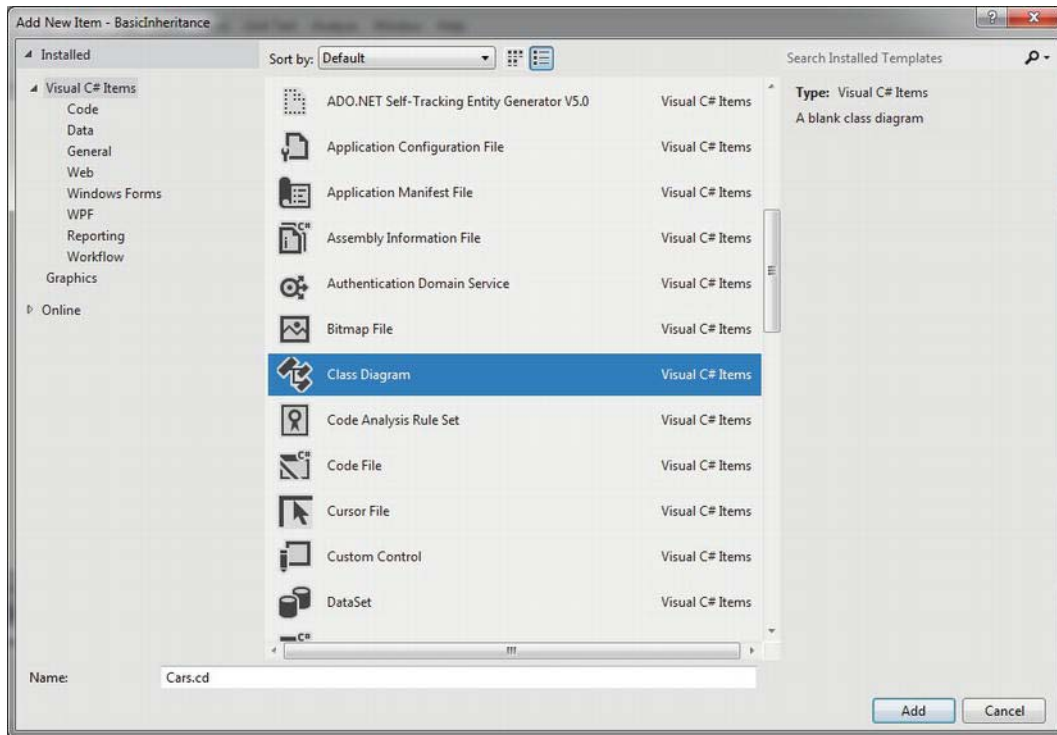 Add New Item - BasicInheritance
Installed
Sort by: Default
Search Installed Templates
Visual C# Items
Code
Data
General
Web
Windows Forms
WPF
Reporting
Workflow
Graphics
Online
ADO.NET Self-Tracking Entity Generator V5.0 Visual C# Items
Application Configuration File Visual C# Items
Application Manifest File Visual C# Items
Assembly Information File Visual C# Items
Authentication Domain Service Visual C# Items
Bitmap File Visual C# Items
Class Diagram Visual C# Items
Code Analysis Rule Set Visual C# Items
Code File Visual C# Items
Cursor File Visual C# Items
Custom Control Visual C# Items
DataSet Visual C# Items
Type: Visual C# Items
A blank class diagram
Name: Cars.cd
Add Cancel